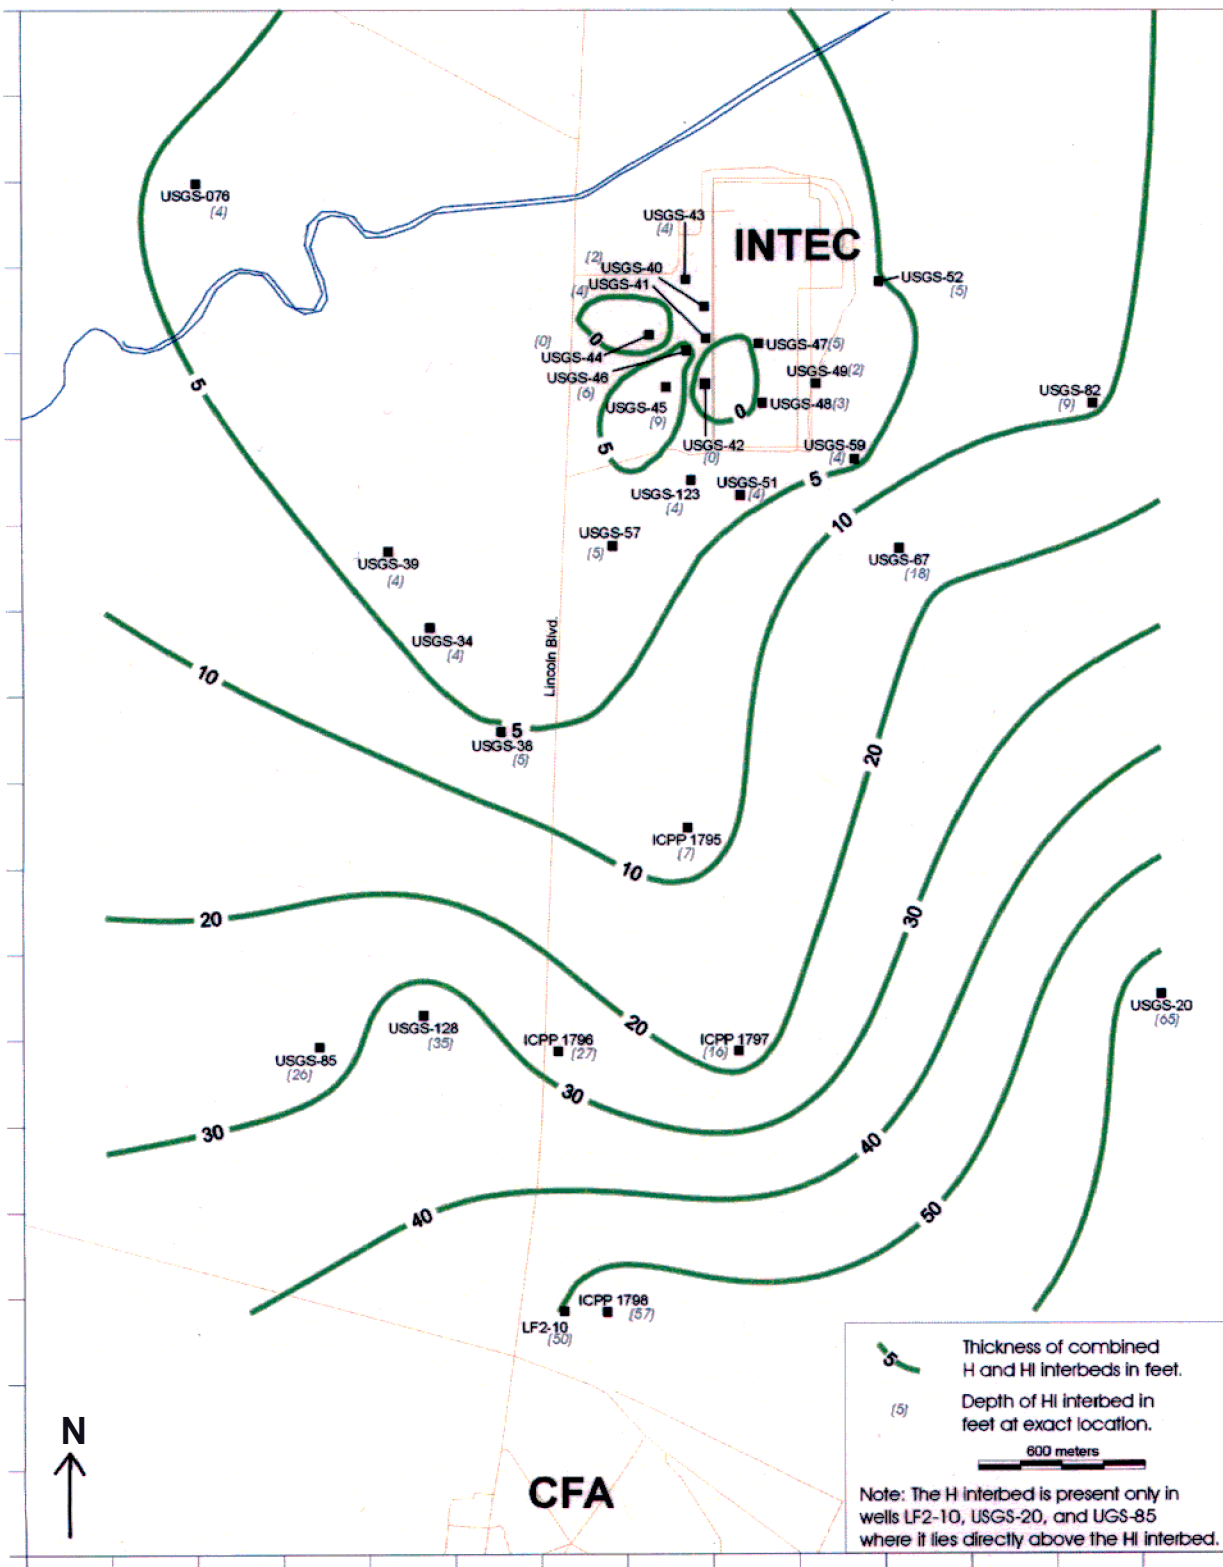 USGS-076
(4)
USGS-43
(4)
INTEC
(2)
USGS-40
USGS-52
(5)
(4)
USGS-41
0
(0)
USGS-44
USGS-47(5)
USGS-46
(6)
USGS-49(2)
5
USGS-82
(9)
USGS-45
(9)
0
USGS-48(3)
5
USGS-42
(0)
USGS-59
(4)
5
USGS-51
(4)
USGS-123
(4)
10
USGS-57
(5)
USGS-39
(4)
USGS-67
(18)
USGS-34
(4)
Lincoln Blvd.
10
5
USGS-38
(5)
20
ICPP 1795
(7)
10
20
30
20
USGS-20
(65)
USGS-128
(35)
ICPP 1796
(27)
ICPP 1797
(16)
USGS-85
(26)
30
30
40
40
50
ICPP 1798
(57)
LF2-10
(50)
5
Thickness of combined
H and HI interbeds in feet.
(5)
Depth of HI interbed in
feet at exact location.
600 meters
N
CFA
Note: The H interbed is present only in
wells LF2-10, USGS-20, and UGS-85
where it lies directly above the HI interbed.